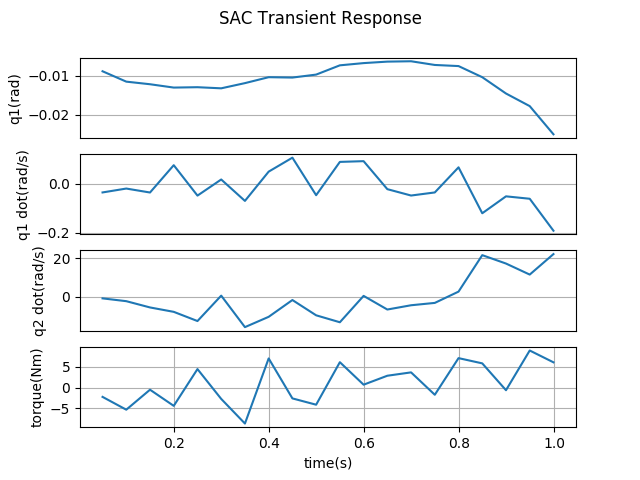 SAC Transient Response
q1(rad)
−0.01
−0.02
q1 dot(rad/s)
0.0
−0.2
q2 dot(rad/s)
20
0
torque(Nm)
5
0
−5
0.2 0.4 0.6 0.8 1.0
time(s)